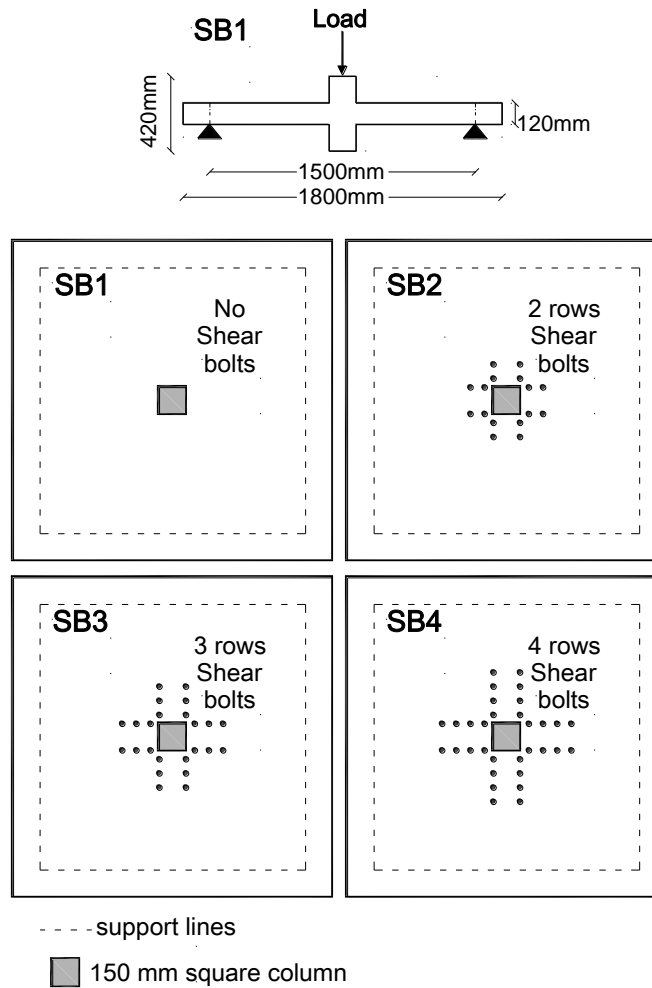 SB1
Load
420mm
120mm
1500mm
1800mm
SB1
No
Shear
bolts
SB2
2 rows
Shear
bolts
SB3
3 rows
Shear
bolts
SB4
4 rows
Shear
bolts
support lines
150 mm square column